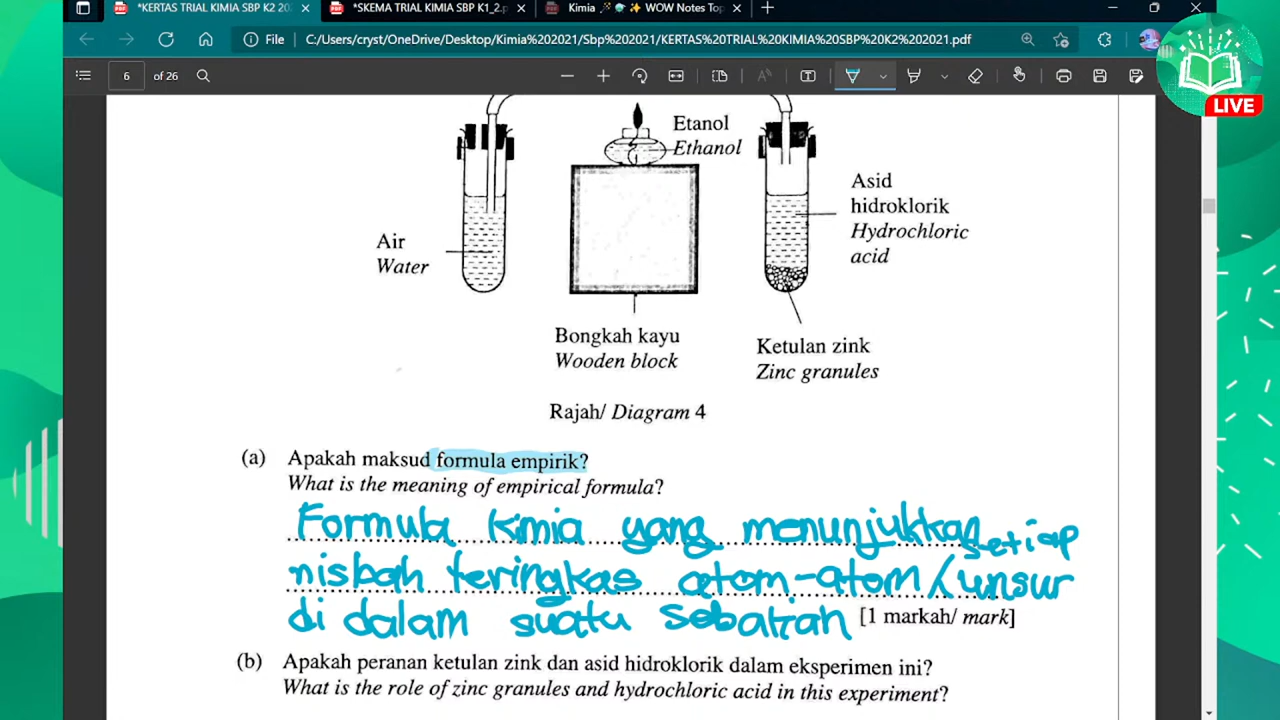 *KERTAS TRIAL KIMIA SBP K2 202
*SKEMA TRIAL KIMIA SBP K1_2.p
Kimia WOW Notes Top
File
C:/Users/cryst/OneDrive/Desktop/Kimia%202021/Sbp%202021/KERTAS%20TRIAL%20KIMIA%20SBP%20K2%202021.pdf
6 of 26
LIVE
Etanol
Ethanol
Asid
hidroklorik
Hydrochloric
acid
Air
Water
Bongkah kayu
Wooden block
Ketulan zink
Zinc granules
Rajah/ Diagram 4
(a) Apakah maksud formula empirik?
What is the meaning of empirical formula?
Formula kimia yang menunjukkan setiap
nisbah teringkas atom-atom / unsur
di dalam suatu sebatian [1 markah/ mark]
(b) Apakah peranan ketulan zink dan asid hidroklorik dalam eksperimen ini?
What is the role of zinc granules and hydrochloric acid in this experiment?